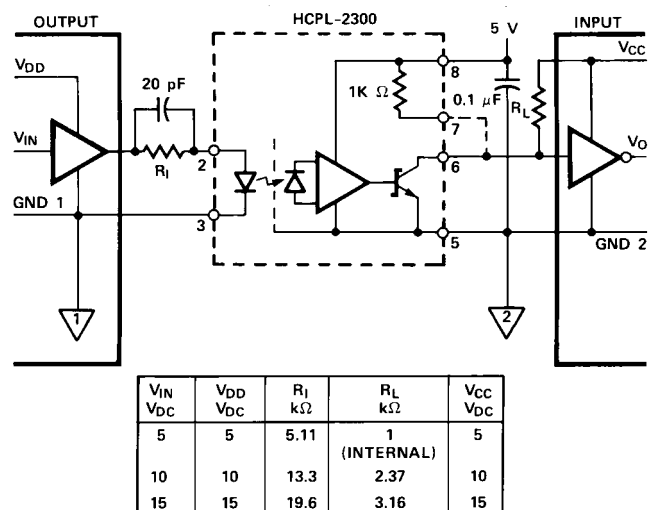 OUTPUT
HCPL-2300
5 V
INPUT
VDD
20 pF
8
VCC
1K Ω
0.1 μF
RL
7
VIN
RI
2
6
VO
GND 1
3
5
GND 2
1
2
VIN VDC VDD VDC RI kΩ RL kΩ VCC VDC
5 5 5.11 1 (INTERNAL) 5
10 10 13.3 2.37 10
15 15 19.6 3.16 15